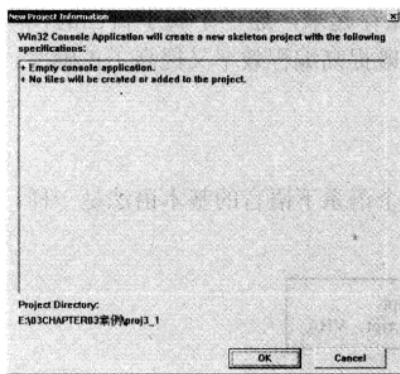 New Project Information
Win32 Console Application will create a new skeleton project with the following
specifications:
+ Empty console application.
+ No files will be created or added to the project.
Project Directory:
E:\03CHAPTER03案例\proj3_1
OK
Cancel